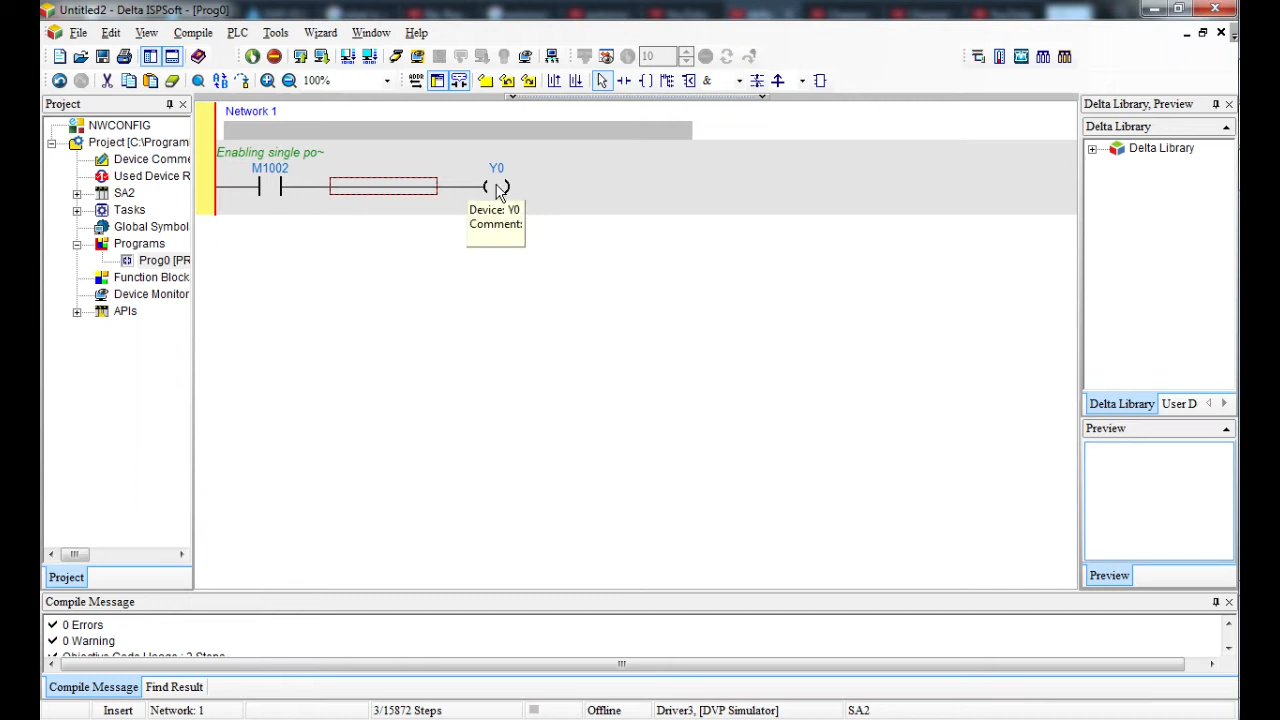 Untitled2 - Delta ISPSoft - [Prog0]
File Edit View Compile PLC Tools Wizard Window Help
10
100%
&
Project
NWCONFIG
Project [C:\Program
Device Comme
Used Device R
SA2
Tasks
Global Symbol
Programs
Prog0 [PR
Function Block
Device Monitor
APIs
Project
Network 1
Enabling single po~
M1002
Y0
Device: Y0
Comment:
Delta Library, Preview
Delta Library
Delta Library
Delta Library User D
Preview
Preview
Compile Message
0 Errors
0 Warning
Compile Message Find Result
Insert Network: 1 3/15872 Steps Offline Driver3, [DVP Simulator] SA2